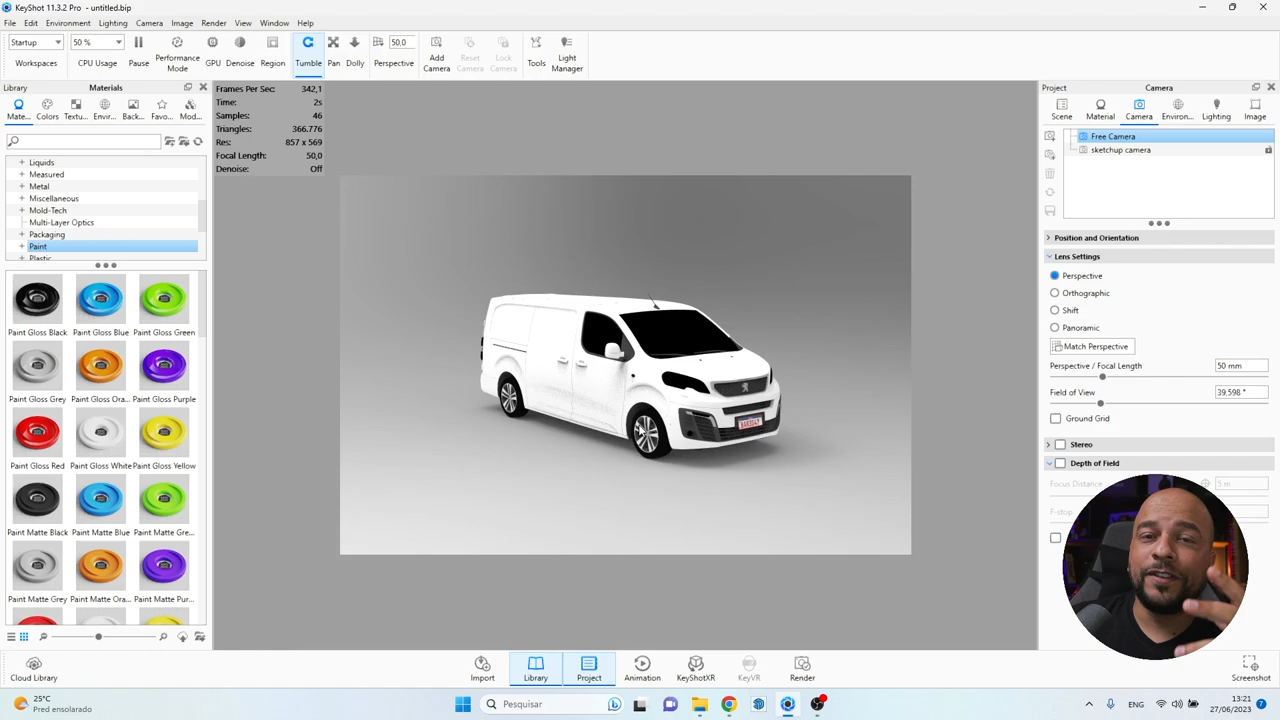 KeyShot 11.3.2 Pro - untitled.bip
File Edit Environment Lighting Camera Image Render View Window Help
Startup 50 % 50,0
Workspaces CPU Usage Pause Performance Mode GPU Denoise Region Tumble Pan Dolly Perspective Add Camera Reset Camera Lock Camera Tools Light Manager
Library Materials
Mate... Colors Textu... Envir... Back... Favo... Mod...
Liquids
Measured
Metal
Miscellaneous
Mold-Tech
Multi-Layer Optics
Packaging
Paint
Plastic
Paint Gloss Black Paint Gloss Blue Paint Gloss Green
Paint Gloss Grey Paint Gloss Ora... Paint Gloss Purple
Paint Gloss Red Paint Gloss White Paint Gloss Yellow
Paint Matte Black Paint Matte Blue Paint Matte Gre...
Paint Matte Grey Paint Matte Ora... Paint Matte Pur...
Frames Per Sec: 342,1
Time: 2s
Samples: 46
Triangles: 366.776
Res: 857 x 569
Focal Length: 50,0
Denoise: Off
Project Camera
Scene Material Camera Environ... Lighting Image
Free Camera
sketchup camera
Position and Orientation
Lens Settings
Perspective
Orthographic
Shift
Panoramic
Match Perspective
Perspective / Focal Length 50 mm
Field of View 39,598 °
Ground Grid
Stereo
Depth of Field
Focus Distance 5 m
F-stop
Cloud Library Import Library Project Animation KeyShotXR KeyVR Render Screenshot
25°C
Pred ensolarado
Pesquisar
ENG
13:21
27/06/2023